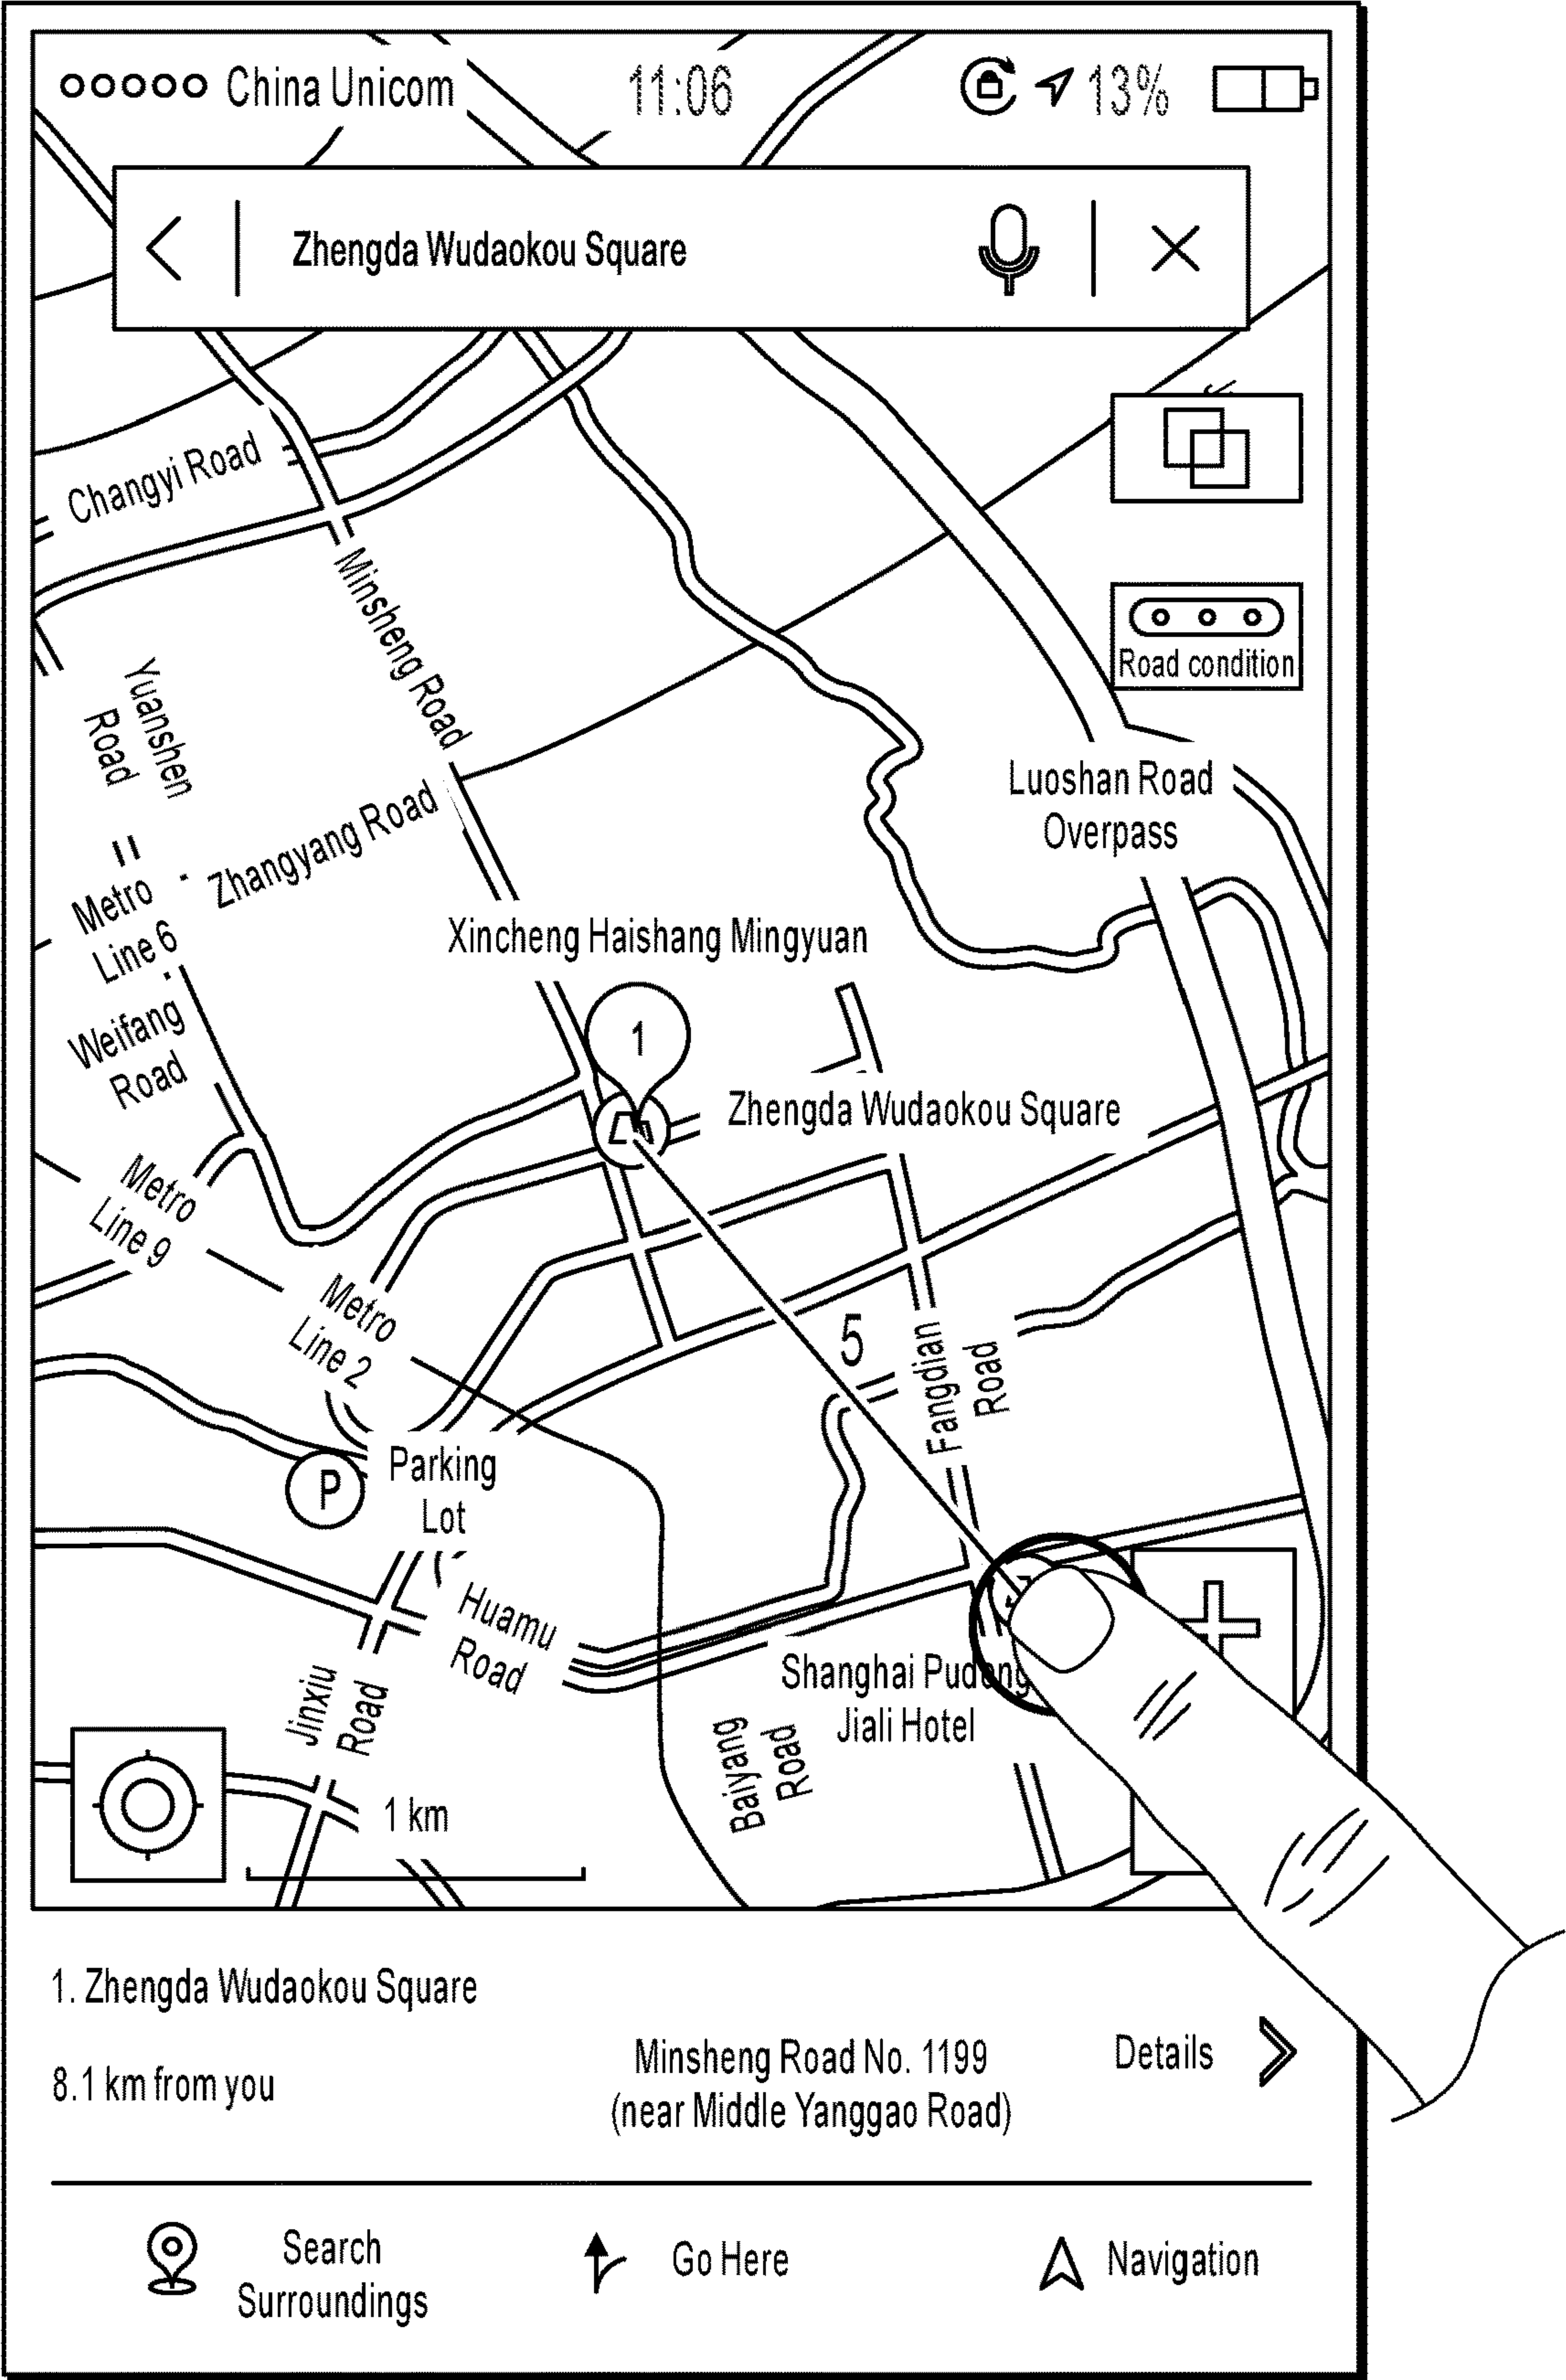 China Unicom 11:06 13%
Zhengda Wudaokou Square
Changyi Road
Minsheng Road
Road condition
Yuanshen
Road
Luoshan Road
Overpass
Zhangyang Road
Metro
Line 6
Xincheng Haishang Mingyuan
Weifang
Road
1
Zhengda Wudaokou Square
Metro
Line 9
Metro
Line 2
5
Fangdian
Road
P
Parking
Lot
Huamu
Road
Shanghai Pudong
Jiali Hotel
Jinxiu
Road
Baiyang
Road
1 km
1. Zhengda Wudaokou Square
8.1 km from you
Minsheng Road No. 1199
(near Middle Yanggao Road)
Details
Search
Surroundings
Go Here
Navigation